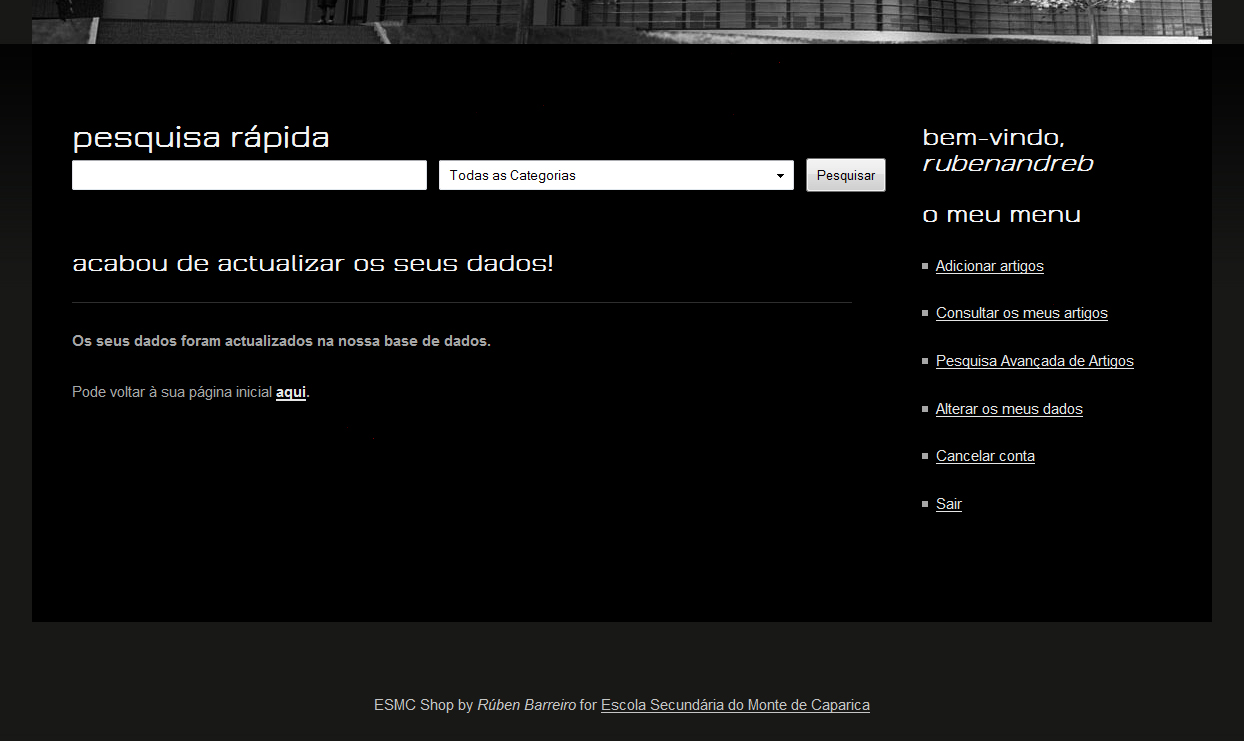 pesquisa rápida
Todas as Categorias
Pesquisar
acabou de actualizar os seus dados!
Os seus dados foram actualizados na nossa base de dados.
Pode voltar à sua página inicial aqui.
bem-vindo,
rubenandreb
o meu menu
Adicionar artigos
Consultar os meus artigos
Pesquisa Avançada de Artigos
Alterar os meus dados
Cancelar conta
Sair
ESMC Shop by Rúben Barreiro for Escola Secundária do Monte de Caparica